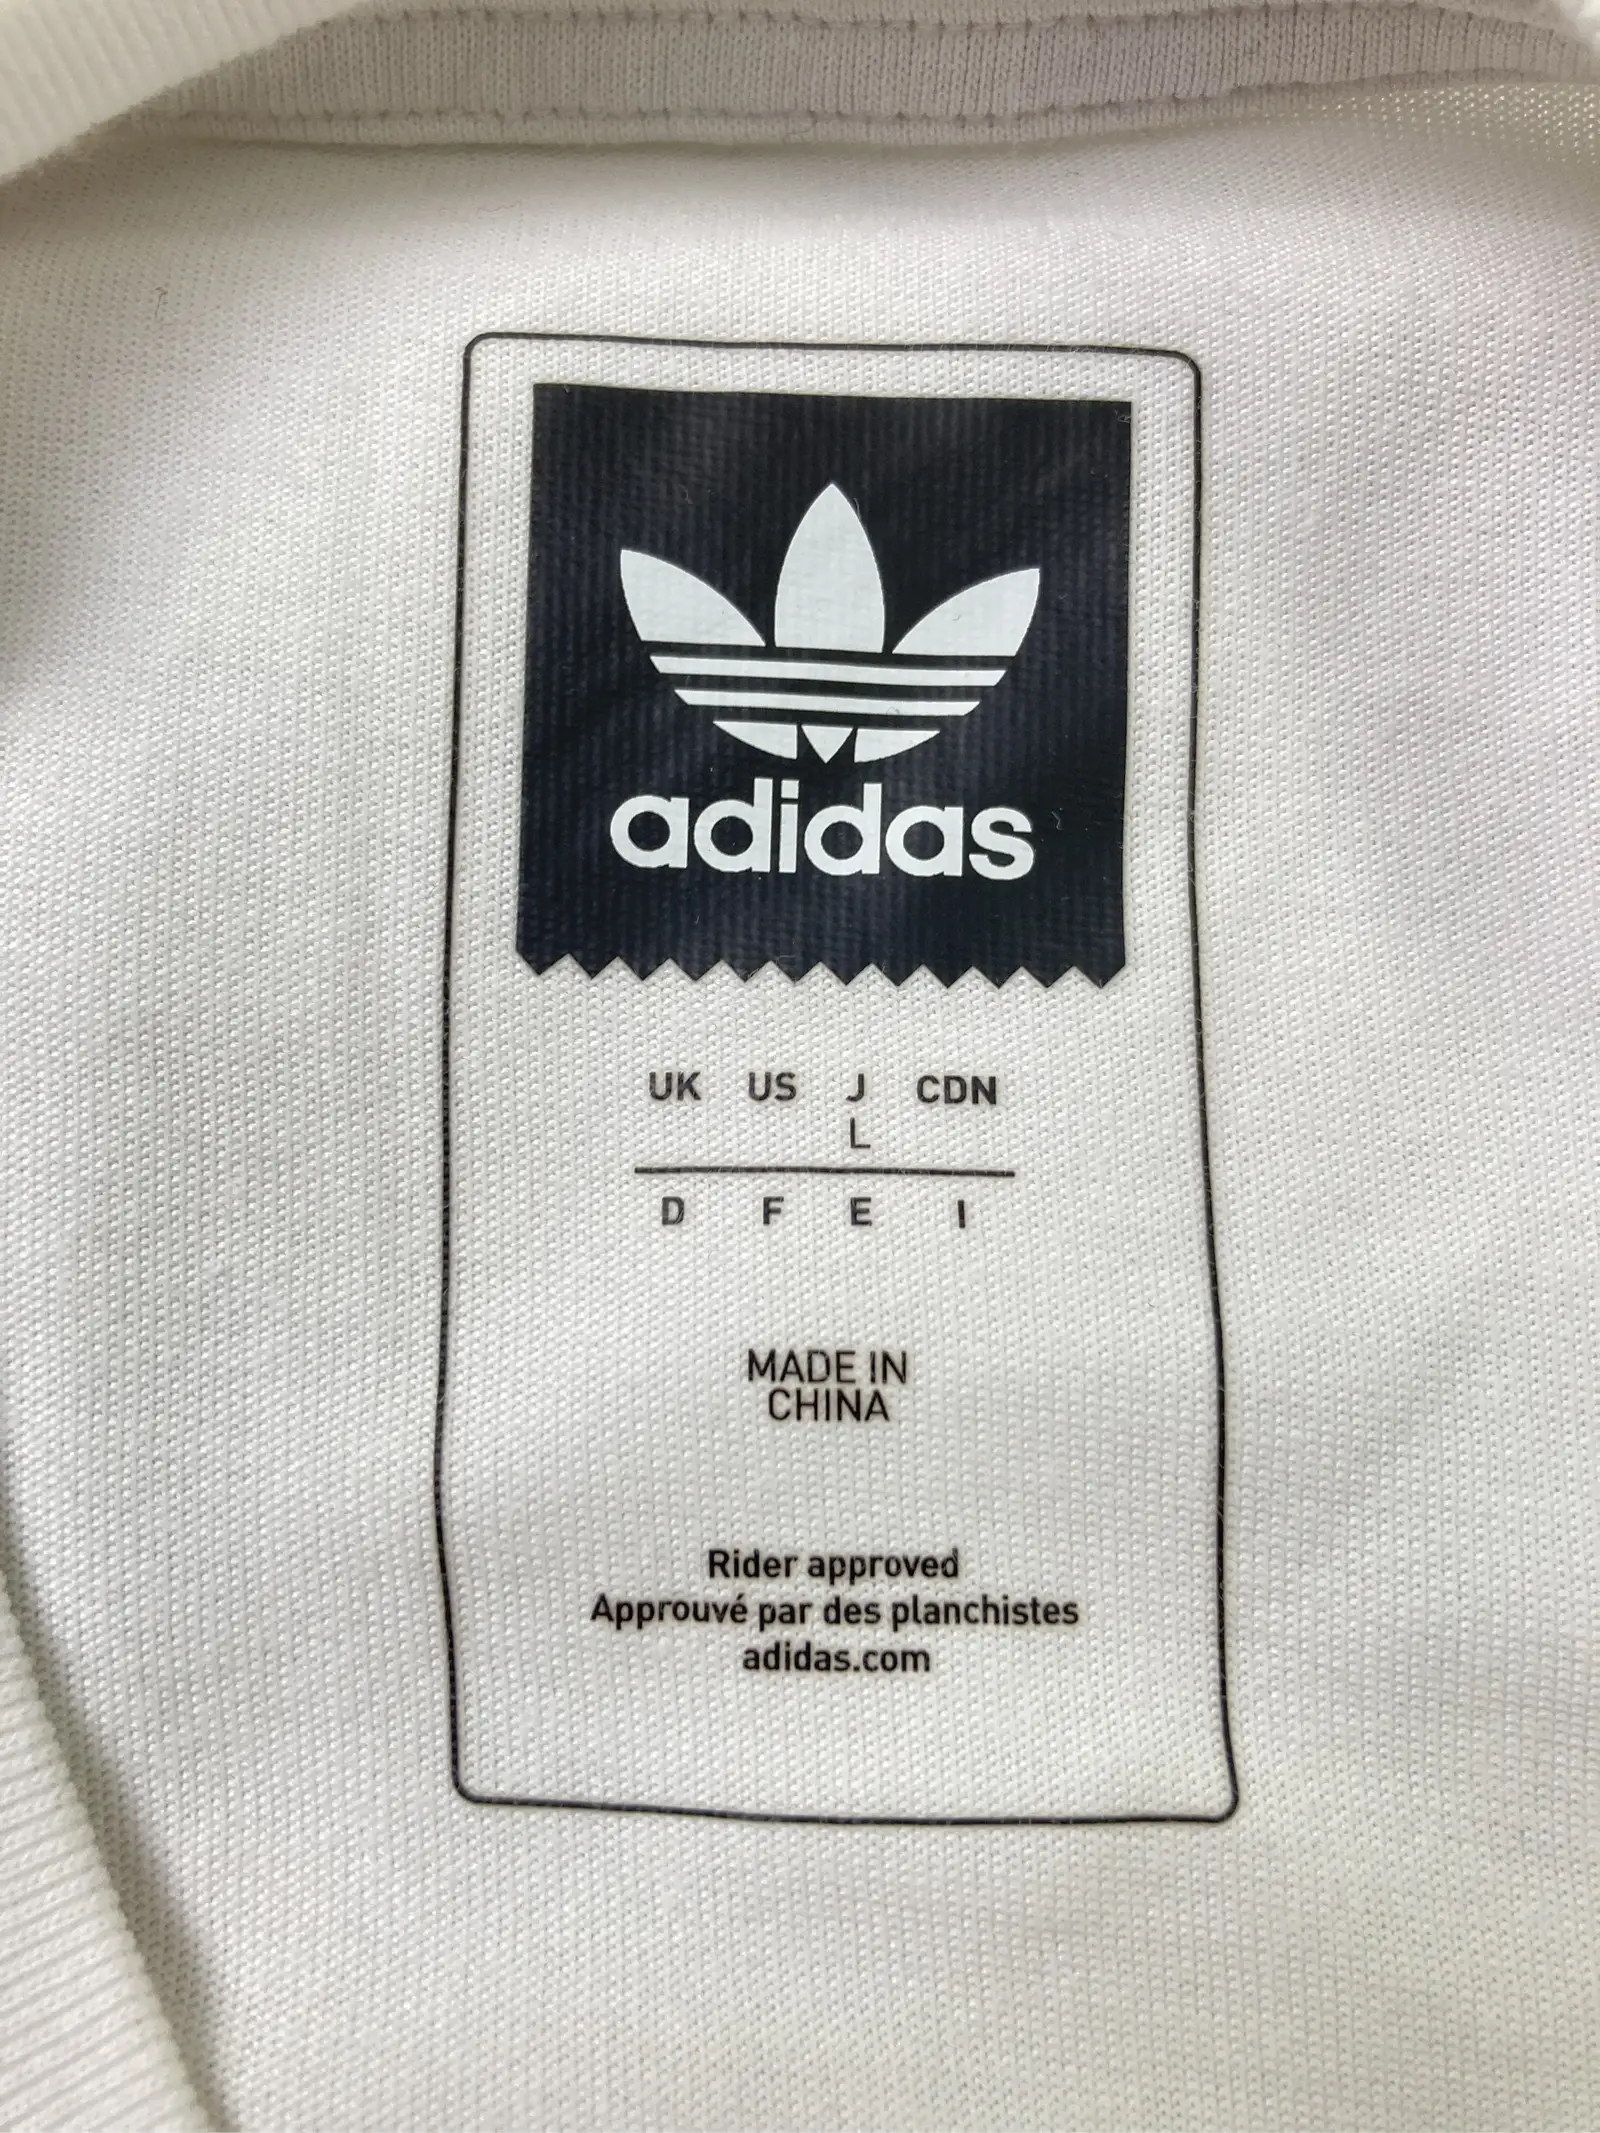 adidas
UK US J CDN
L
D F E I
MADE IN
CHINA
Rider approved
Approuvé par des planchistes
adidas.com